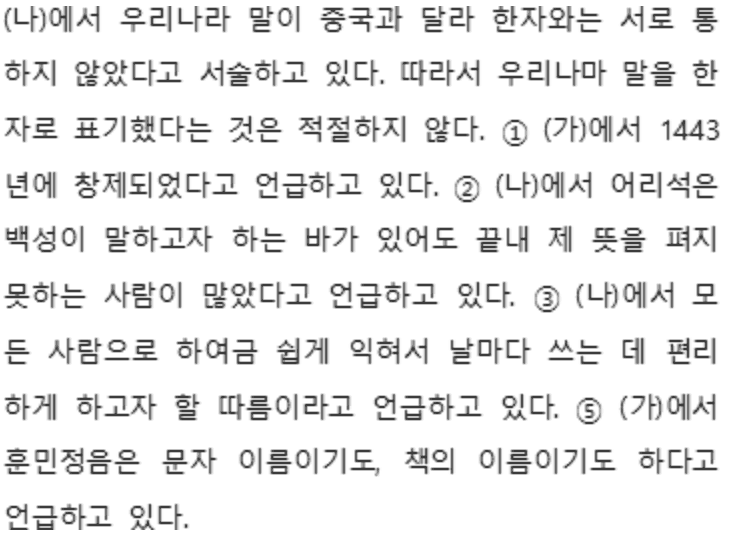 (나)에서 우리나라 말이 중국과 달라 한자와는 서로 통
하지 않았다고 서술하고 있다. 따라서 우리나마 말을 한
자로 표기했다는 것은 적절하지 않다. ① (가)에서 1443
년에 창제되었다고 언급하고 있다. ② (나)에서 어리석은
백성이 말하고자 하는 바가 있어도 끝내 제 뜻을 펴지
못하는 사람이 많았다고 언급하고 있다. ③ (나)에서 모
든 사람으로 하여금 쉽게 익혀서 날마다 쓰는 데 편리
하게 하고자 할 따름이라고 언급하고 있다. ⑤ (가)에서
훈민정음은 문자 이름이기도, 책의 이름이기도 하다고
언급하고 있다.